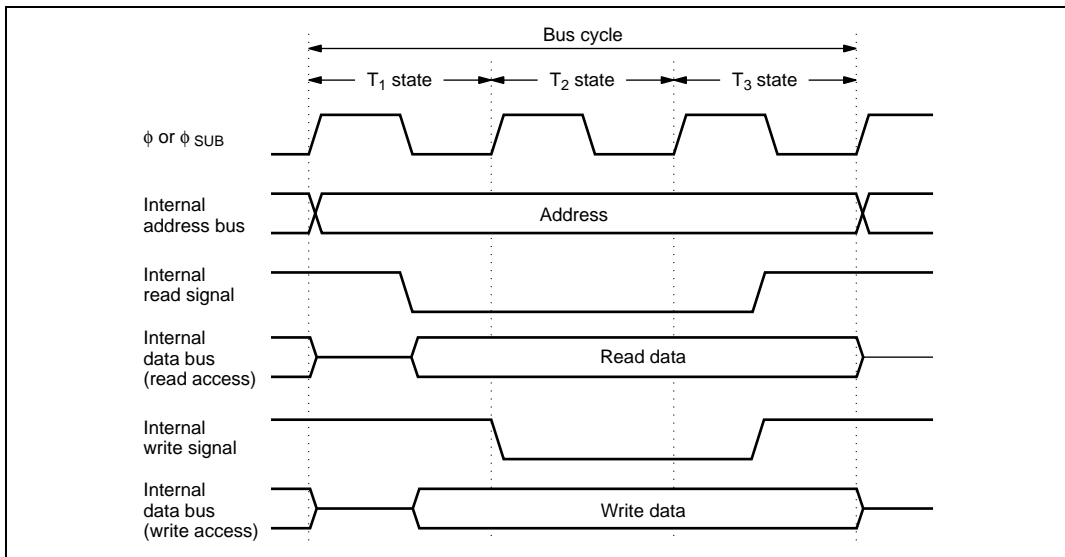 Bus cycle
T₁ state
T₂ state
T₃ state
ϕ or ϕ SUB
Internal
address bus
Address
Internal
read signal
Internal
data bus
(read access)
Read data
Internal
write signal
Internal
data bus
(write access)
Write data